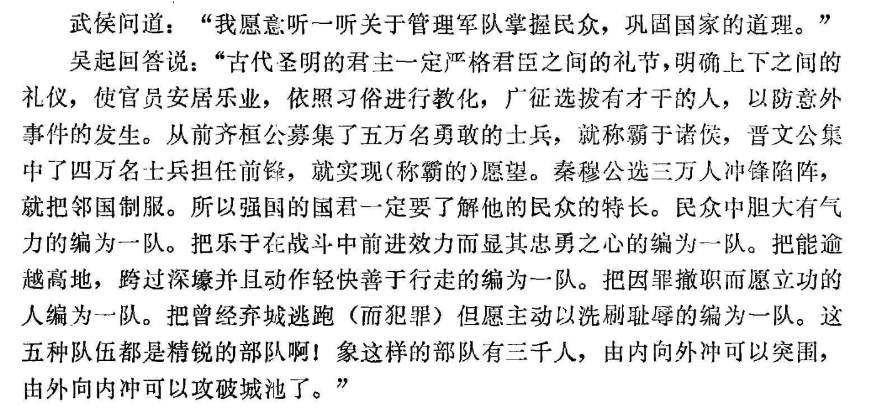 武侯问道：“我愿意听一听关于管理军队掌握民众，巩固国家的道理。”
吴起回答说：“古代圣明的君主一定严格君臣之间的礼节，明确上下之间的
礼仪，使官员安居乐业，依照习俗进行教化，广征选拔有才干的人，以防意外
事件的发生。从前齐桓公募集了五万名勇敢的士兵，就称霸于诸侯，晋文公集
中了四万名士兵担任前锋，就实现（称霸的）愿望。秦穆公选三万人冲锋陷阵，
就把邻国制服。所以强国的国君一定要了解他的民众的特长。民众中胆大有气
力的编为一队。把乐于在战斗中前进效力而显其忠勇之心的编为一队。把能逾
越高地，跨过深壕并且动作轻快善于行走的编为一队。把因罪撤职而愿立功的
人编为一队。把曾经弃城逃跑（而犯罪）但愿主动以洗刷耻辱的编为一队。这
五种队伍都是精锐的部队啊！象这样的部队有三千人，由内向外冲可以突围，
由外向内冲可以攻破城池了。”